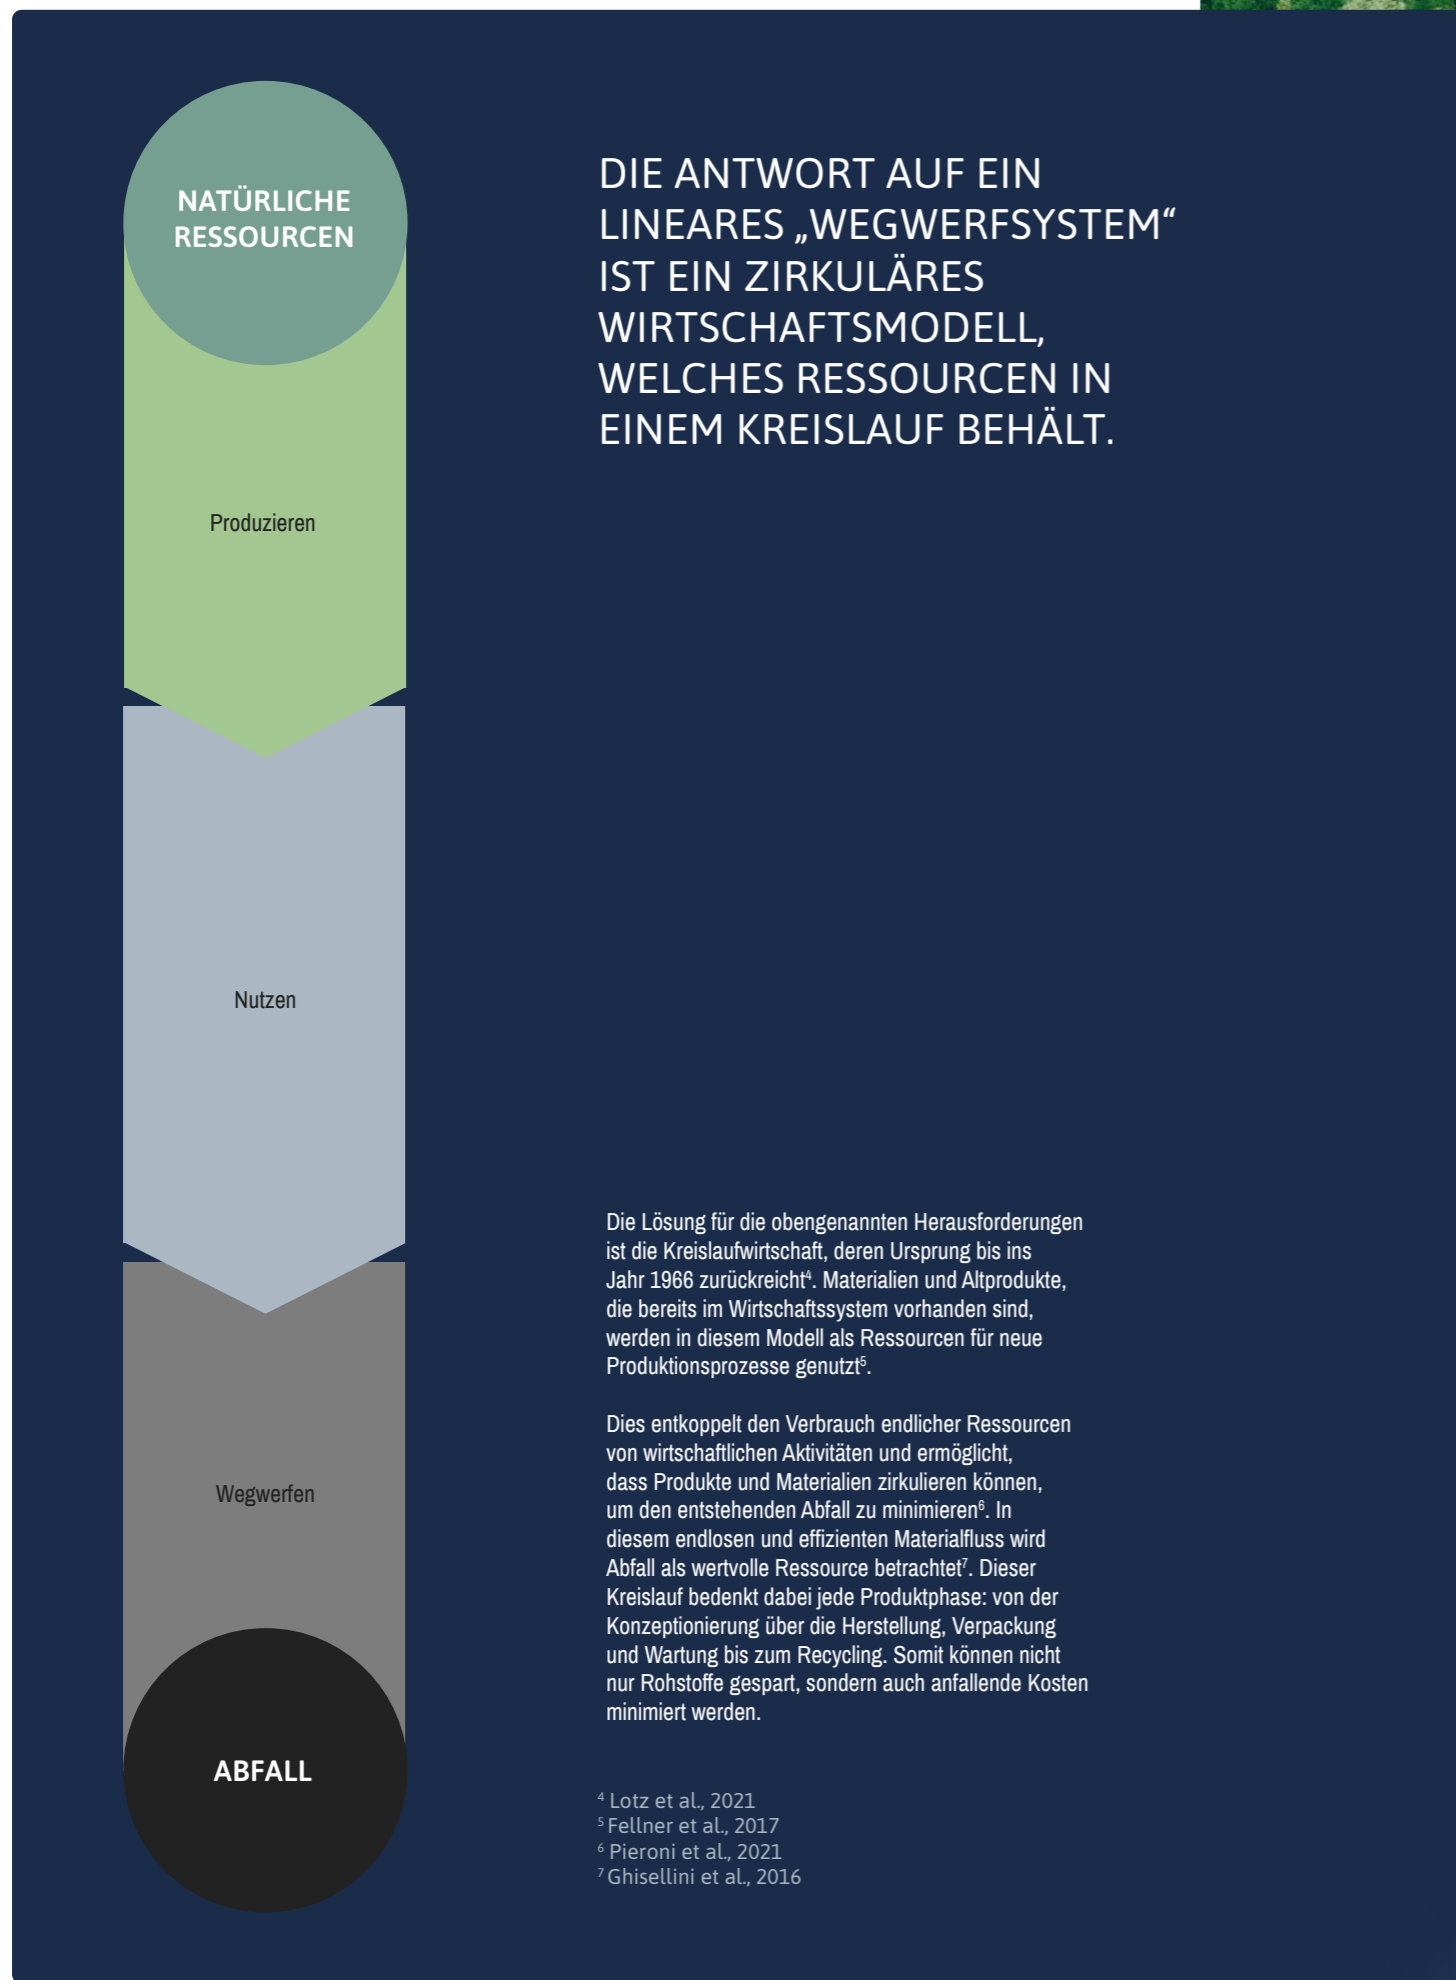 NATÜRLICHE
RESSOURCEN
Produzieren
Nutzen
Wegwerfen
ABFALL
DIE ANTWORT AUF EIN
LINEARES „WEGWERFSYSTEM“
IST EIN ZIRKULÄRES
WIRTSCHAFTSMODELL,
WELCHES RESSOURCEN IN
EINEM KREISLAUF BEHÄLT.
Die Lösung für die obengenannten Herausforderungen
ist die Kreislaufwirtschaft, deren Ursprung bis ins
Jahr 1966 zurückreicht⁴. Materialien und Altprodukte,
die bereits im Wirtschaftssystem vorhanden sind,
werden in diesem Modell als Ressourcen für neue
Produktionsprozesse genutzt⁵.
Dies entkoppelt den Verbrauch endlicher Ressourcen
von wirtschaftlichen Aktivitäten und ermöglicht,
dass Produkte und Materialien zirkulieren können,
um den entstehenden Abfall zu minimieren⁶. In
diesem endlosen und effizienten Materialfluss wird
Abfall als wertvolle Ressource betrachtet⁷. Dieser
Kreislauf bedenkt dabei jede Produktphase: von der
Konzeptionierung über die Herstellung, Verpackung
und Wartung bis zum Recycling. Somit können nicht
nur Rohstoffe gespart, sondern auch anfallende Kosten
minimiert werden.
⁴ Lotz et al., 2021
⁵ Fellner et al., 2017
⁶ Pieroni et al., 2021
⁷ Ghisellini et al., 2016